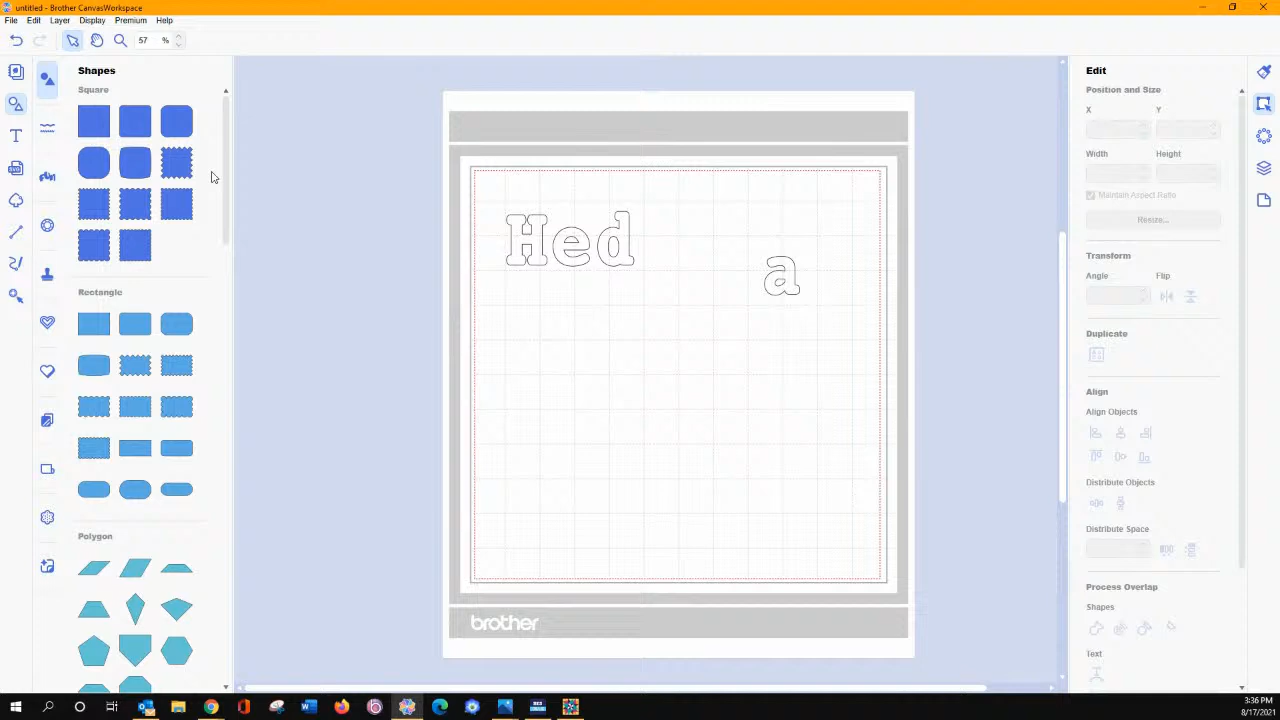 untitled - Brother CanvasWorkspace
File Edit Layer Display Premium Help
57 %
Shapes
Square
Rectangle
Polygon
Hed
a
brother
Edit
Position and Size
X Y
Width Height
Maintain Aspect Ratio
Resize...
Transform
Angle Flip
Duplicate
Align
Align Objects
Distribute Objects
Distribute Space
Process Overlap
Shapes
Text
3:36 PM
8/17/2021